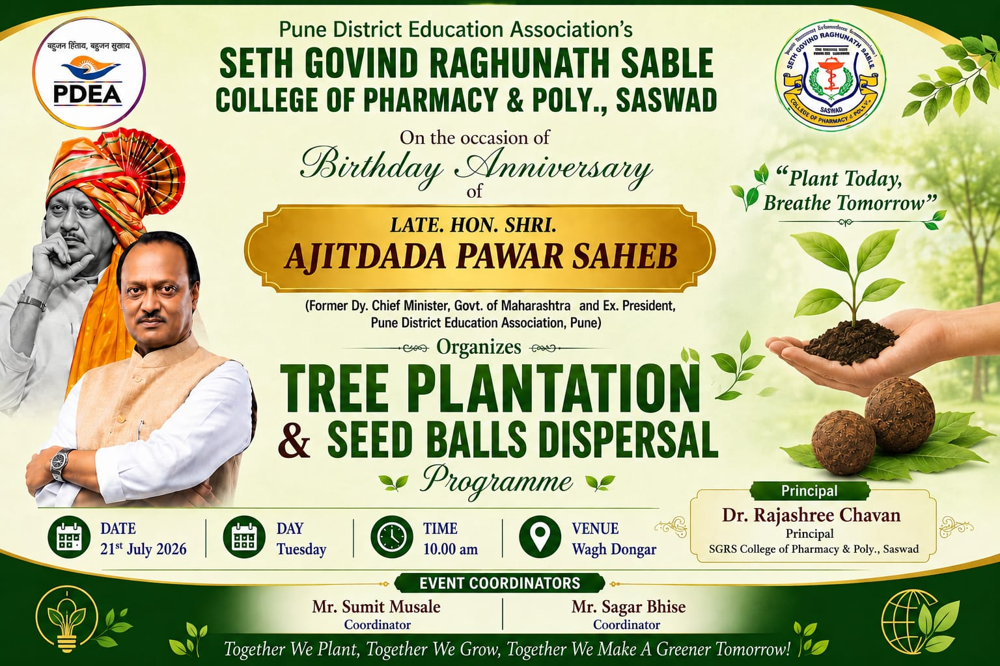 बहुजन हिताय, बहुजन सुखाय
PDEA
Pune District Education Association's
SETH GOVIND RAGHUNATH SABLE
COLLEGE OF PHARMACY & POLY., SASWAD
SETH GOVIND RAGHUNATH SABLE
SASWAD
COLLEGE OF PHARMACY & POLY.
On the occasion of
Birthday Anniversary
of
LATE. HON. SHRI.
AJITDADA PAWAR SAHEB
(Former Dy. Chief Minister, Govt. of Maharashtra and Ex. President,
Pune District Education Association, Pune)
"Plant Today,
Breathe Tomorrow"
Organizes
TREE PLANTATION
& SEED BALLS DISPERSAL
Programme
DATE
21st July 2026
DAY
Tuesday
TIME
10.00 am
VENUE
Wagh Dongar
Principal
Dr. Rajashree Chavan
Principal
SGRS College of Pharmacy & Poly., Saswad
EVENT COORDINATORS
Mr. Sumit Musale
Coordinator
Mr. Sagar Bhise
Coordinator
Together We Plant, Together We Grow, Together We Make A Greener Tomorrow!